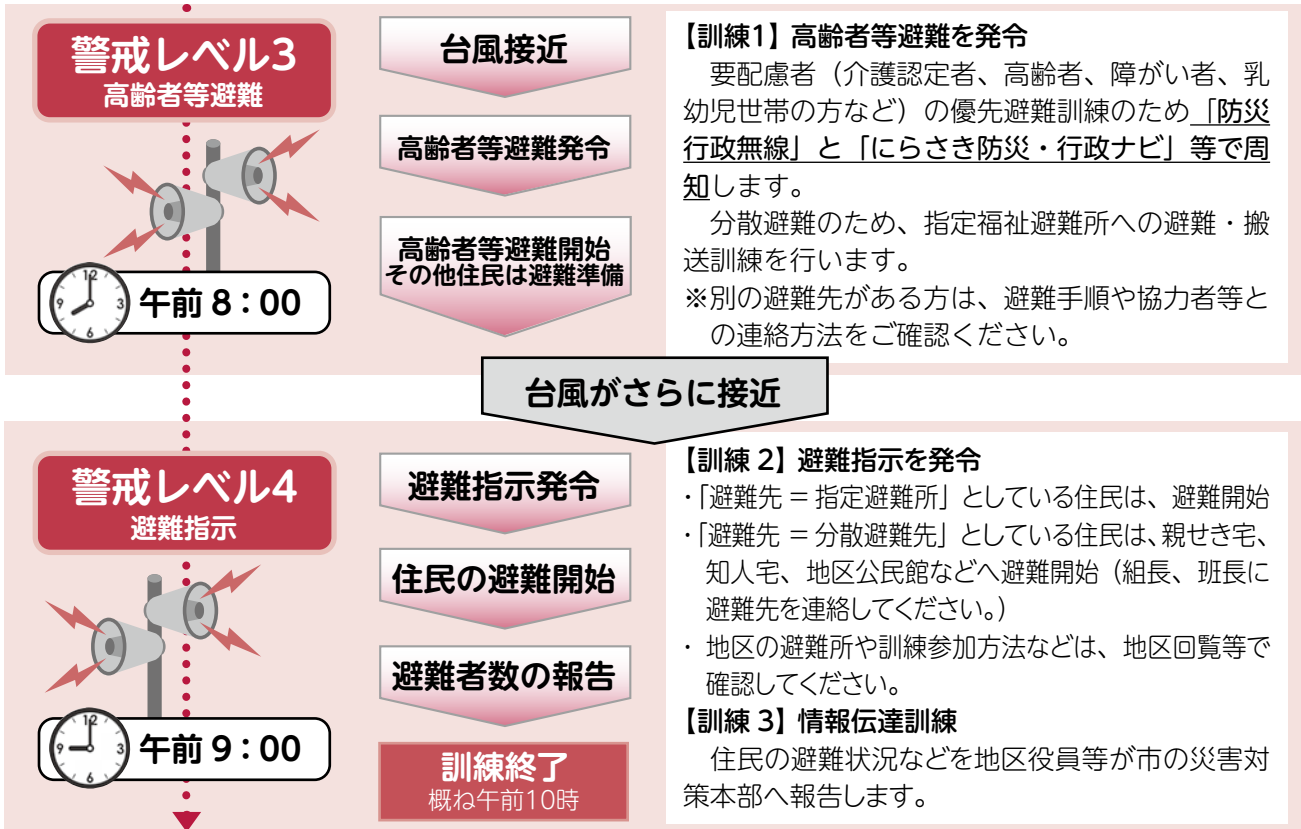 警戒レベル3
高齢者等避難
12
3
6
9
午前 8：00
台風接近
高齢者等避難発令
高齢者等避難開始
その他住民は避難準備
【訓練1】高齢者等避難を発令
　要配慮者（介護認定者、高齢者、障がい者、乳
幼児世帯の方など）の優先避難訓練のため「防災
行政無線」と「にらさき防災・行政ナビ」等で周
知します。
　分散避難のため、指定福祉避難所への避難・搬
送訓練を行います。
※別の避難先がある方は、避難手順や協力者等と
の連絡方法をご確認ください。
台風がさらに接近
警戒レベル4
避難指示
12
3
6
9
午前 9：00
避難指示発令
住民の避難開始
避難者数の報告
訓練終了
概ね午前10時
【訓練 2】避難指示を発令
・「避難先 = 指定避難所」としている住民は、避難開始
・「避難先 = 分散避難先」としている住民は、親せき宅、
知人宅、地区公民館などへ避難開始（組長、班長に
避難先を連絡してください。）
・ 地区の避難所や訓練参加方法などは、地区回覧等で
確認してください。
【訓練 3】情報伝達訓練
　住民の避難状況などを地区役員等が市の災害対
策本部へ報告します。